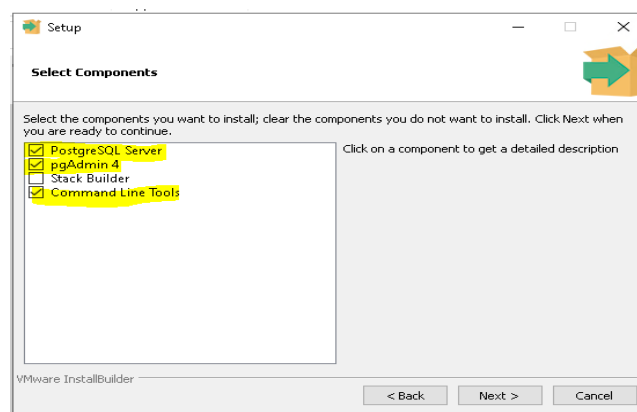 Setup
Select Components
Select the components you want to install; clear the components you do not want to install. Click Next when
you are ready to continue.
PostgreSQL Server
pgAdmin 4
Stack Builder
Command Line Tools
Click on a component to get a detailed description
VMware InstallBuilder
< Back
Next >
Cancel